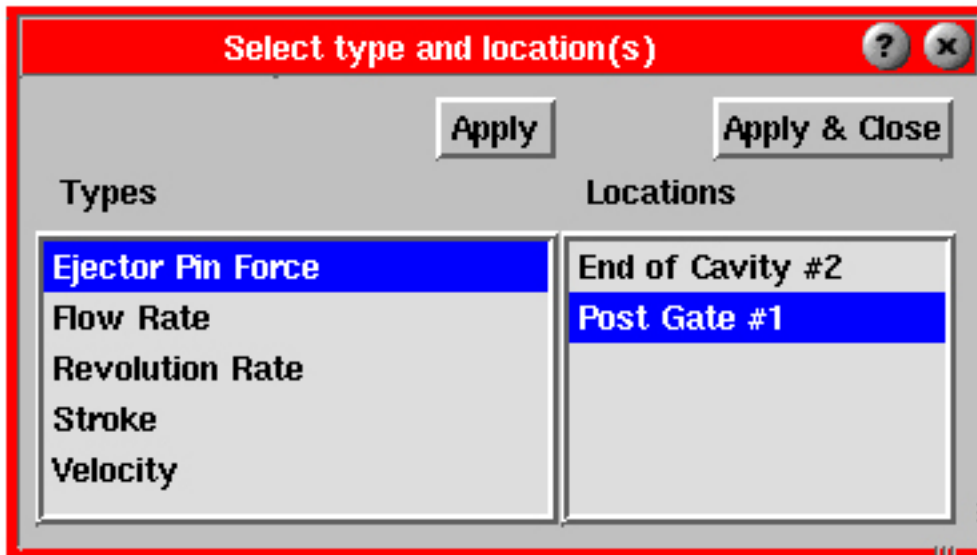 Select type and location(s)
?
x
Apply
Apply & Close
Types
Locations
Ejector Pin Force
Flow Rate
Revolution Rate
Stroke
Velocity
End of Cavity #2
Post Gate #1